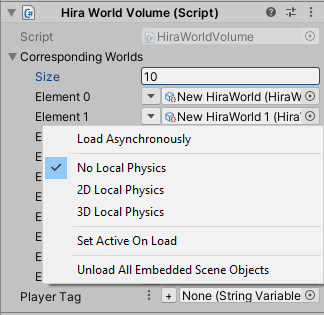 Hira World Volume (Script)
Script HiraWorldVolume
Corresponding Worlds
Size 10
Element 0 New HiraWorld (HiraW
Element 1 New HiraWorld 1 (Hira
Load Asynchronously
No Local Physics
2D Local Physics
3D Local Physics
Set Active On Load
Unload All Embedded Scene Objects
Player Tag + None (String Variable